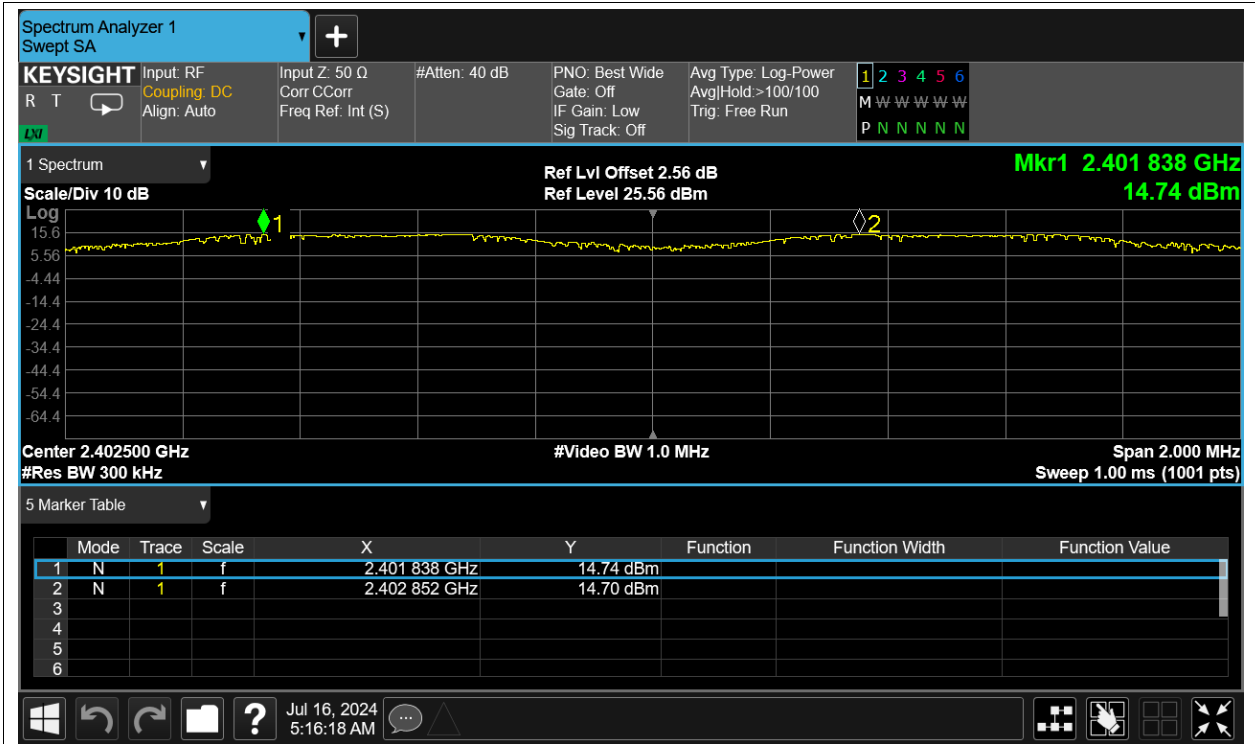 Spectrum Analyzer 1
Swept SA
KEYSIGHT
R T
LXI
Input: RF
Coupling: DC
Align: Auto
Input Z: 50 Ω
Corr CCorr
Freq Ref: Int (S)
#Atten: 40 dB
PNO: Best Wide
Gate: Off
IF Gain: Low
Sig Track: Off
Avg Type: Log-Power
Avg|Hold:>100/100
Trig: Free Run
1 2 3 4 5 6
M W W W W W
P N N N N N
1 Spectrum
Scale/Div 10 dB
Ref Lvl Offset 2.56 dB
Ref Level 25.56 dBm
Mkr1 2.401 838 GHz
14.74 dBm
Log
1
2
15.6
5.56
-4.44
-14.4
-24.4
-34.4
-44.4
-54.4
-64.4
Center 2.402500 GHz
#Video BW 1.0 MHz
Span 2.000 MHz
#Res BW 300 kHz
Sweep 1.00 ms (1001 pts)
5 Marker Table
Mode Trace Scale X Y Function Function Width Function Value
1 N 1 f 2.401 838 GHz 14.74 dBm
2 N 1 f 2.402 852 GHz 14.70 dBm
3
4
5
6
?
Jul 16, 2024
5:16:18 AM